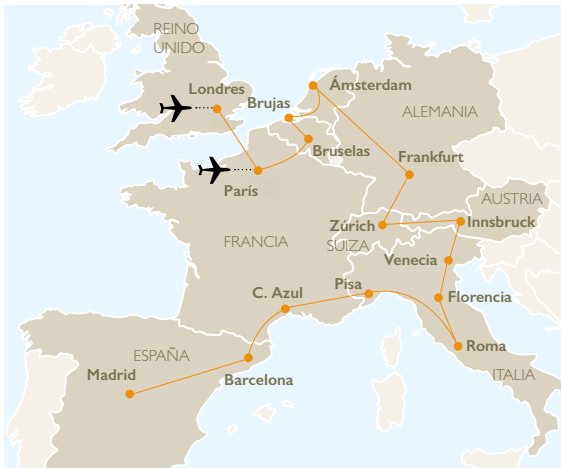 REINO
UNIDO
Londres
Ámsterdam
Brujas
ALEMANIA
Bruselas
Frankfurt
París
AUSTRIA
Zúrich
Innsbruck
FRANCIA
SUIZA
Venecia
Pisa
C. Azul
Florencia
Roma
ESPAÑA
Madrid
Barcelona
ITALIA